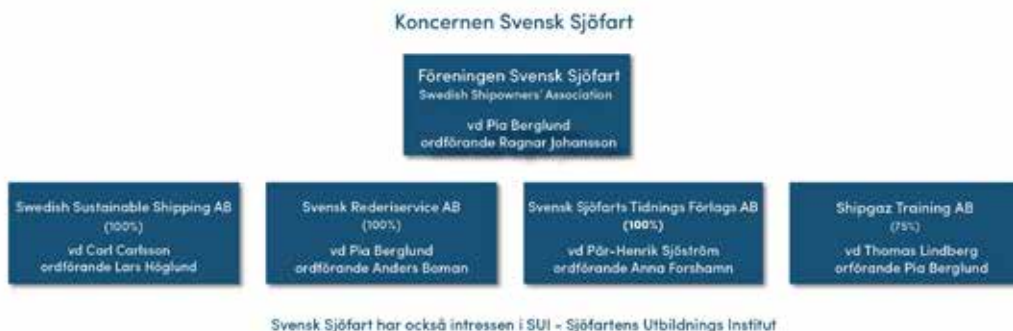 Koncernen Svensk Sjöfart
Föreningen Svensk Sjöfart
Swedish Shipowners' Association
vd Pia Berglund
ordförande Ragnar Johansson
Swedish Sustainable Shipping AB
(100%)
vd Carl Carlsson
ordförande Lars Höglund
Svensk Rederiservice AB
(100%)
vd Pia Berglund
ordförande Anders Boman
Svensk Sjöfarts Tidnings Förlags AB
(100%)
vd Pär-Henrik Sjöström
ordförande Anna Forshamn
Shipgaz Training AB
(75%)
vd Thomas Lindberg
orförande Pia Berglund
Svensk Sjöfart har också intressen i SUI - Sjöfartens Utbildnings Institut